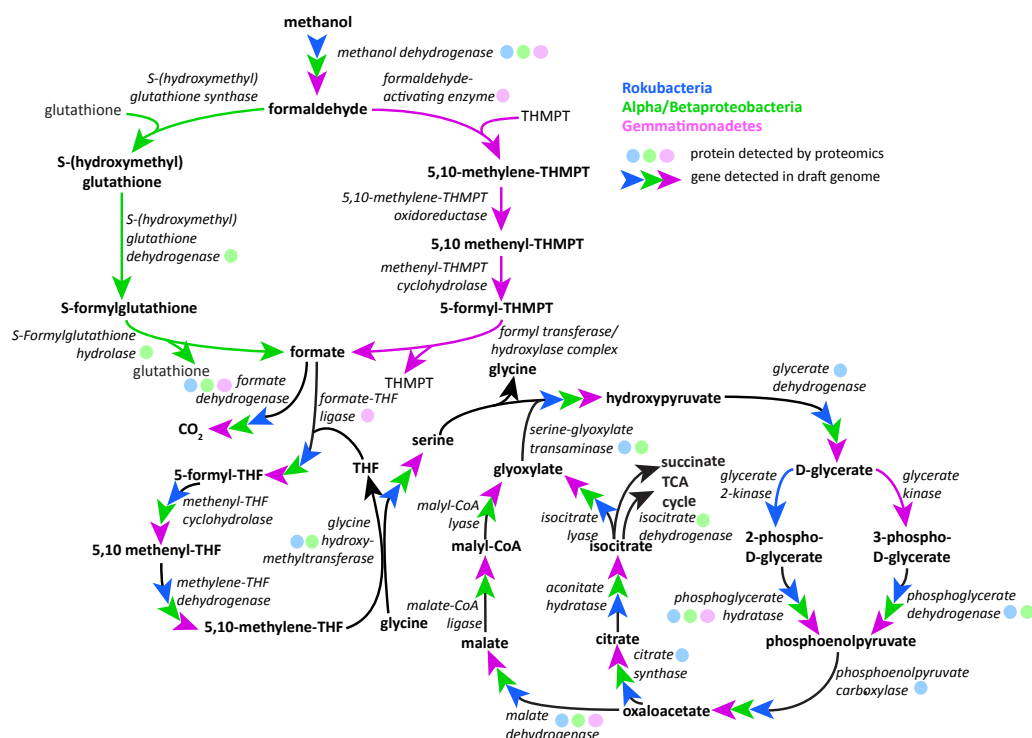 methanol
methanol dehydrogenase
S-(hydroxymethyl)
glutathione synthase
formaldehyde-
activating enzyme
glutathione
formaldehyde
THMPT
Rokubacteria
Alpha/Betaproteobacteria
Gemmatimonadetes
protein detected by proteomics
gene detected in draft genome
S-(hydroxymethyl)
glutathione
5,10-methylene-THMPT
5,10-methylene-THMPT
oxidoreductase
S-(hydroxymethyl)
glutathione
dehydrogenase
5,10 methenyl-THMPT
methenyl-THMPT
cyclohydrolase
S-formylglutathione
5-formyl-THMPT
S-Formylglutathione
hydrolase
glutathione
formate
THMPT
formyl transferase/
hydroxylase complex
glycine
formate
dehydrogenase
CO2
formate-THF
ligase
serine
hydroxypyruvate
glycerate
dehydrogenase
serine-glyoxylate
transaminase
5-formyl-THF
THF
glyoxylate
succinate
TCA
cycle
D-glycerate
glycerate
2-kinase
glycerate
kinase
methenyl-THF
cyclohydrolase
glycine
hydroxy-
methyltransferase
malyl-CoA
lyase
isocitrate
lyase
isocitrate
dehydrogenase
5,10 methenyl-THF
malyl-CoA
isocitrate
2-phospho-
D-glycerate
3-phospho-
D-glycerate
methylene-THF
dehydrogenase
aconitate
hydratase
phosphoglycerate
hydratase
phosphoglycerate
dehydrogenase
5,10-methylene-THF
glycine
malate-CoA
ligase
malate
citrate
phosphoenolpyruvate
citrate
synthase
phosphoenolpyruvate
carboxylase
malate
dehydrogenase
oxaloacetate